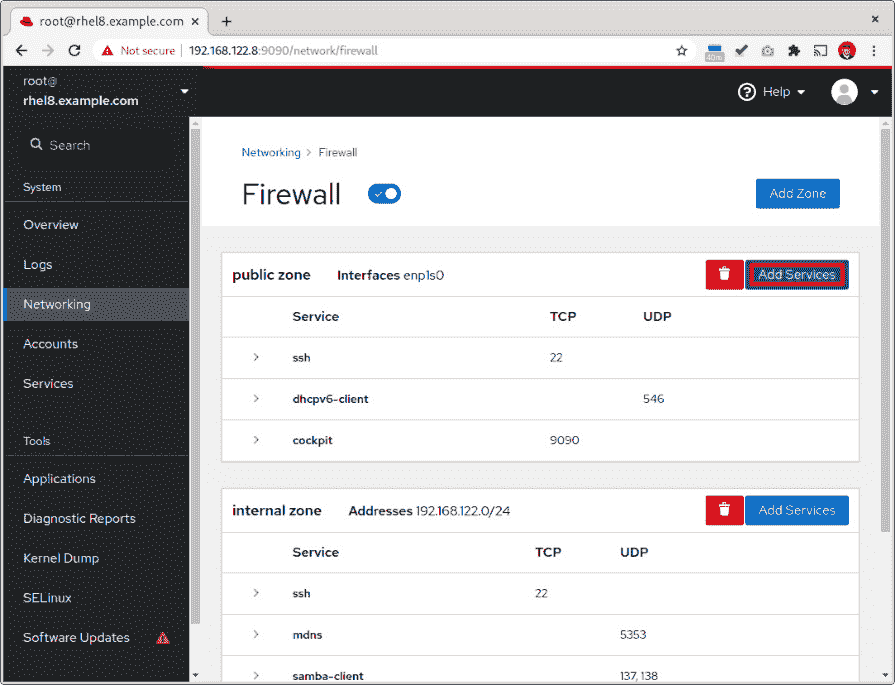 root@rhel8.example.com
Not secure 192.168.122.8:9090/network/firewall
root@
rhel8.example.com
Help
Search
System
Overview
Logs
Networking
Accounts
Services
Tools
Applications
Diagnostic Reports
Kernel Dump
SELinux
Software Updates
Networking > Firewall
Firewall
Add Zone
public zone Interfaces enp1s0 Add Services
Service TCP UDP
ssh 22
dhcpv6-client 546
cockpit 9090
internal zone Addresses 192.168.122.0/24 Add Services
Service TCP UDP
ssh 22
mdns 5353
samba-client 137, 138